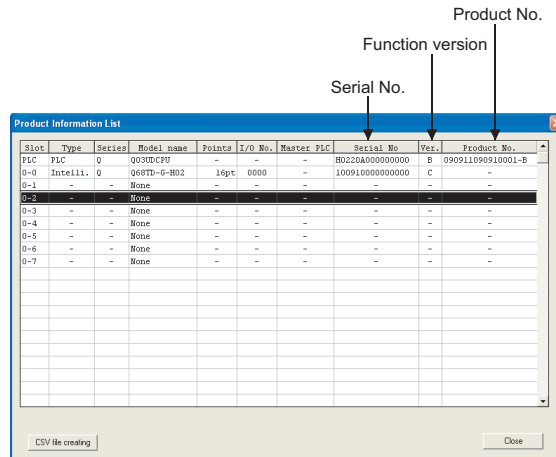 Product No.
Function version
Serial No.
Product Information List
Slot Type Series Model name Points I/O No. Master PLC Serial No Ver. Product No.
PLC PLC Q Q03UDCPU - - - H0220A000000000 B 090911090910001-B
0-0 Intelli. Q Q68TD-G-H02 16pt 0000 - 100910000000000 C -
0-1 - - None - - - - - -
0-2 - - None - - - - - -
0-3 - - None - - - - - -
0-4 - - None - - - - - -
0-5 - - None - - - - - -
0-6 - - None - - - - - -
0-7 - - None - - - - - -
CSV file creating Close